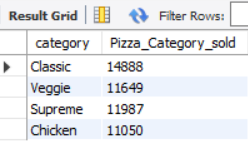 Result Grid Filter Rows:
category Pizza_Category_sold
Classic 14888
Veggie 11649
Supreme 11987
Chicken 11050